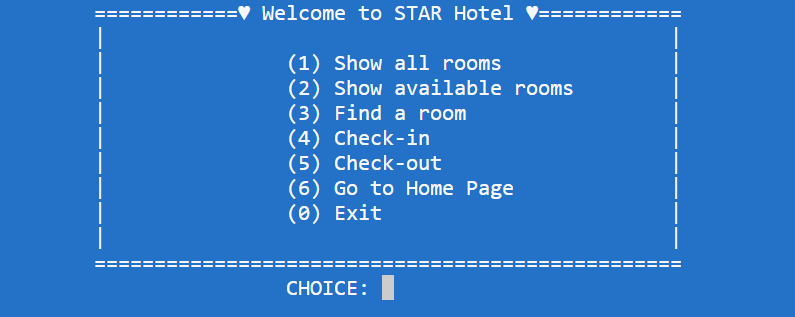 ============♥ Welcome to STAR Hotel ♥============
| |
| (1) Show all rooms |
| (2) Show available rooms |
| (3) Find a room |
| (4) Check-in |
| (5) Check-out |
| (6) Go to Home Page |
| (0) Exit |
| |
=================================================
CHOICE: